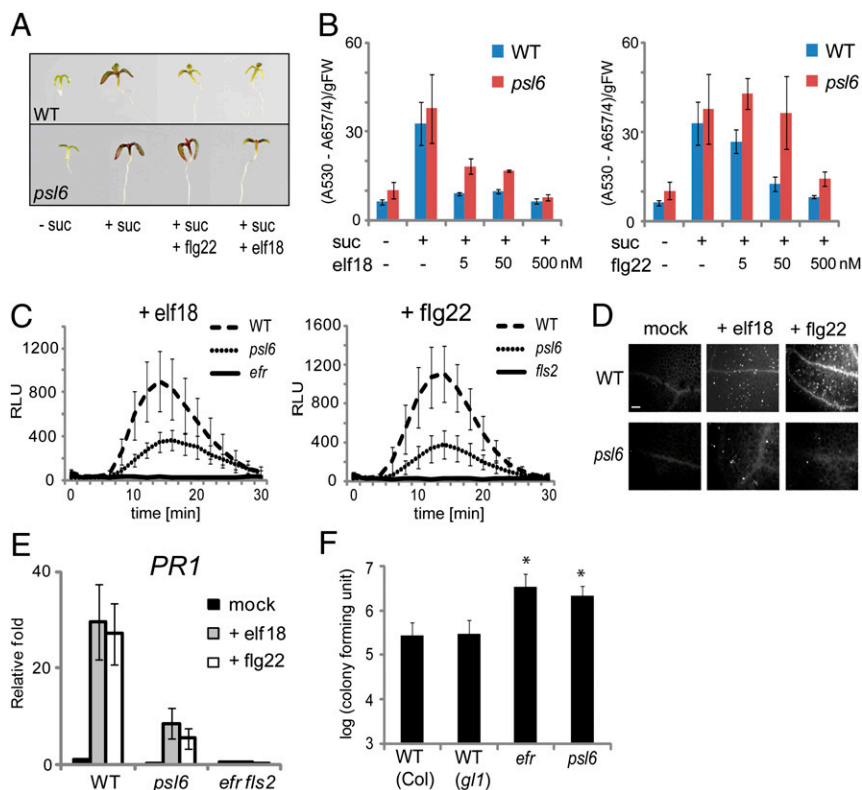 A
WT
psl6
- suc
+ suc
+ suc
+ flg22
+ suc
+ elf18
B
(A530 - A657/4)/gFW
60
30
0
WT
psl6
suc - + + + +
elf18 - - 5 50 500 nM
(A530 - A657/4)/gFW
60
30
0
WT
psl6
suc - + + + +
flg22 - - 5 50 500 nM
C
+ elf18
RLU
1200
800
400
0 10 20 30
time [min]
WT
psl6
efr
+ flg22
RLU
1600
1200
800
400
0 10 20 30
time [min]
WT
psl6
fls2
D
mock + elf18 + flg22
WT
psl6
E
PR1
Relative fold
40
20
0
mock
+ elf18
+ flg22
WT psl6 efr fls2
F
log (colony forming unit)
7
6
5
4
3
* *
WT
(Col)
WT
(gl1)
efr
psl6